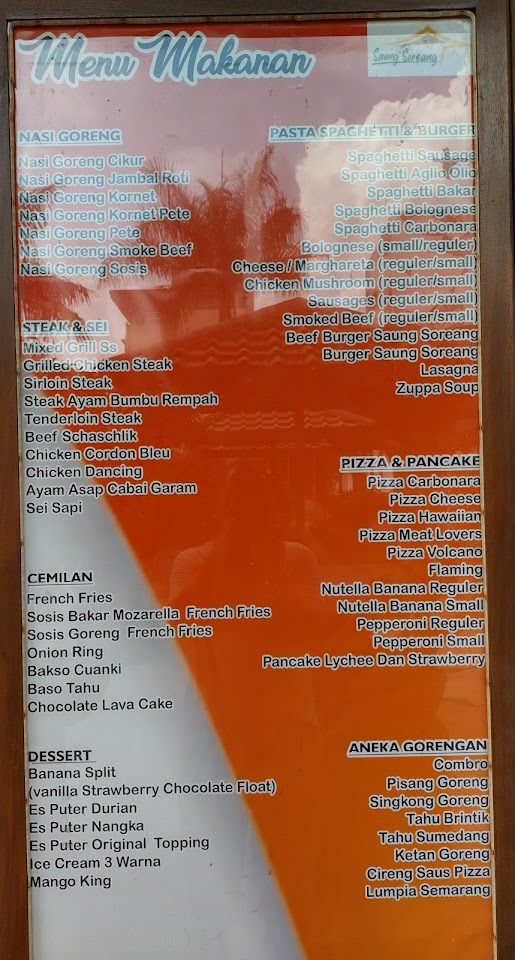 Menu Makanan
Saung Soreang
NASI GORENG
Nasi Goreng Cikur
Nasi Goreng Jambal Roti
Nasi Goreng Kornet
Nasi Goreng Kornet Pete
Nasi Goreng Pete
Nasi Goreng Smoke Beef
Nasi Goreng Sosis
STEAK & SEI
Mixed Grill Ss
Grilled Chicken Steak
Sirloin Steak
Steak Ayam Bumbu Rempah
Tenderloin Steak
Beef Schaschlik
Chicken Cordon Bleu
Chicken Dancing
Ayam Asap Cabai Garam
Sei Sapi
CEMILAN
French Fries
Sosis Bakar Mozarella French Fries
Sosis Goreng French Fries
Onion Ring
Bakso Cuanki
Baso Tahu
Chocolate Lava Cake
DESSERT
Banana Split
(vanilla Strawberry Chocolate Float)
Es Puter Durian
Es Puter Nangka
Es Puter Original Topping
Ice Cream 3 Warna
Mango King
PASTA SPAGHETTI & BURGER
Spaghetti Sausage
Spaghetti Aglio Olio
Spaghetti Bakar
Spaghetti Bolognese
Spaghetti Carbonara
Bolognese (small/reguler)
Cheese / Marghareta (reguler/small)
Chicken Mushroom (reguler/small)
Sausages (reguler/small)
Smoked Beef (reguler/small)
Beef Burger Saung Soreang
Burger Saung Soreang
Lasagna
Zuppa Soup
PIZZA & PANCAKE
Pizza Carbonara
Pizza Cheese
Pizza Hawaiian
Pizza Meat Lovers
Pizza Volcano
Flaming
Nutella Banana Reguler
Nutella Banana Small
Pepperoni Reguler
Pepperoni Small
Pancake Lychee Dan Strawberry
ANEKA GORENGAN
Combro
Pisang Goreng
Singkong Goreng
Tahu Brintik
Tahu Sumedang
Ketan Goreng
Cireng Saus Pizza
Lumpia Semarang